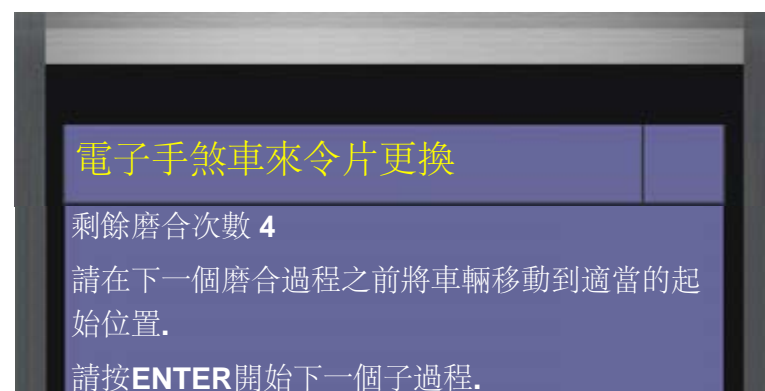 電子手煞車來令片更換
剩餘磨合次數 4
請在下一個磨合過程之前將車輛移動到適當的起
始位置.
請按ENTER開始下一個子過程.